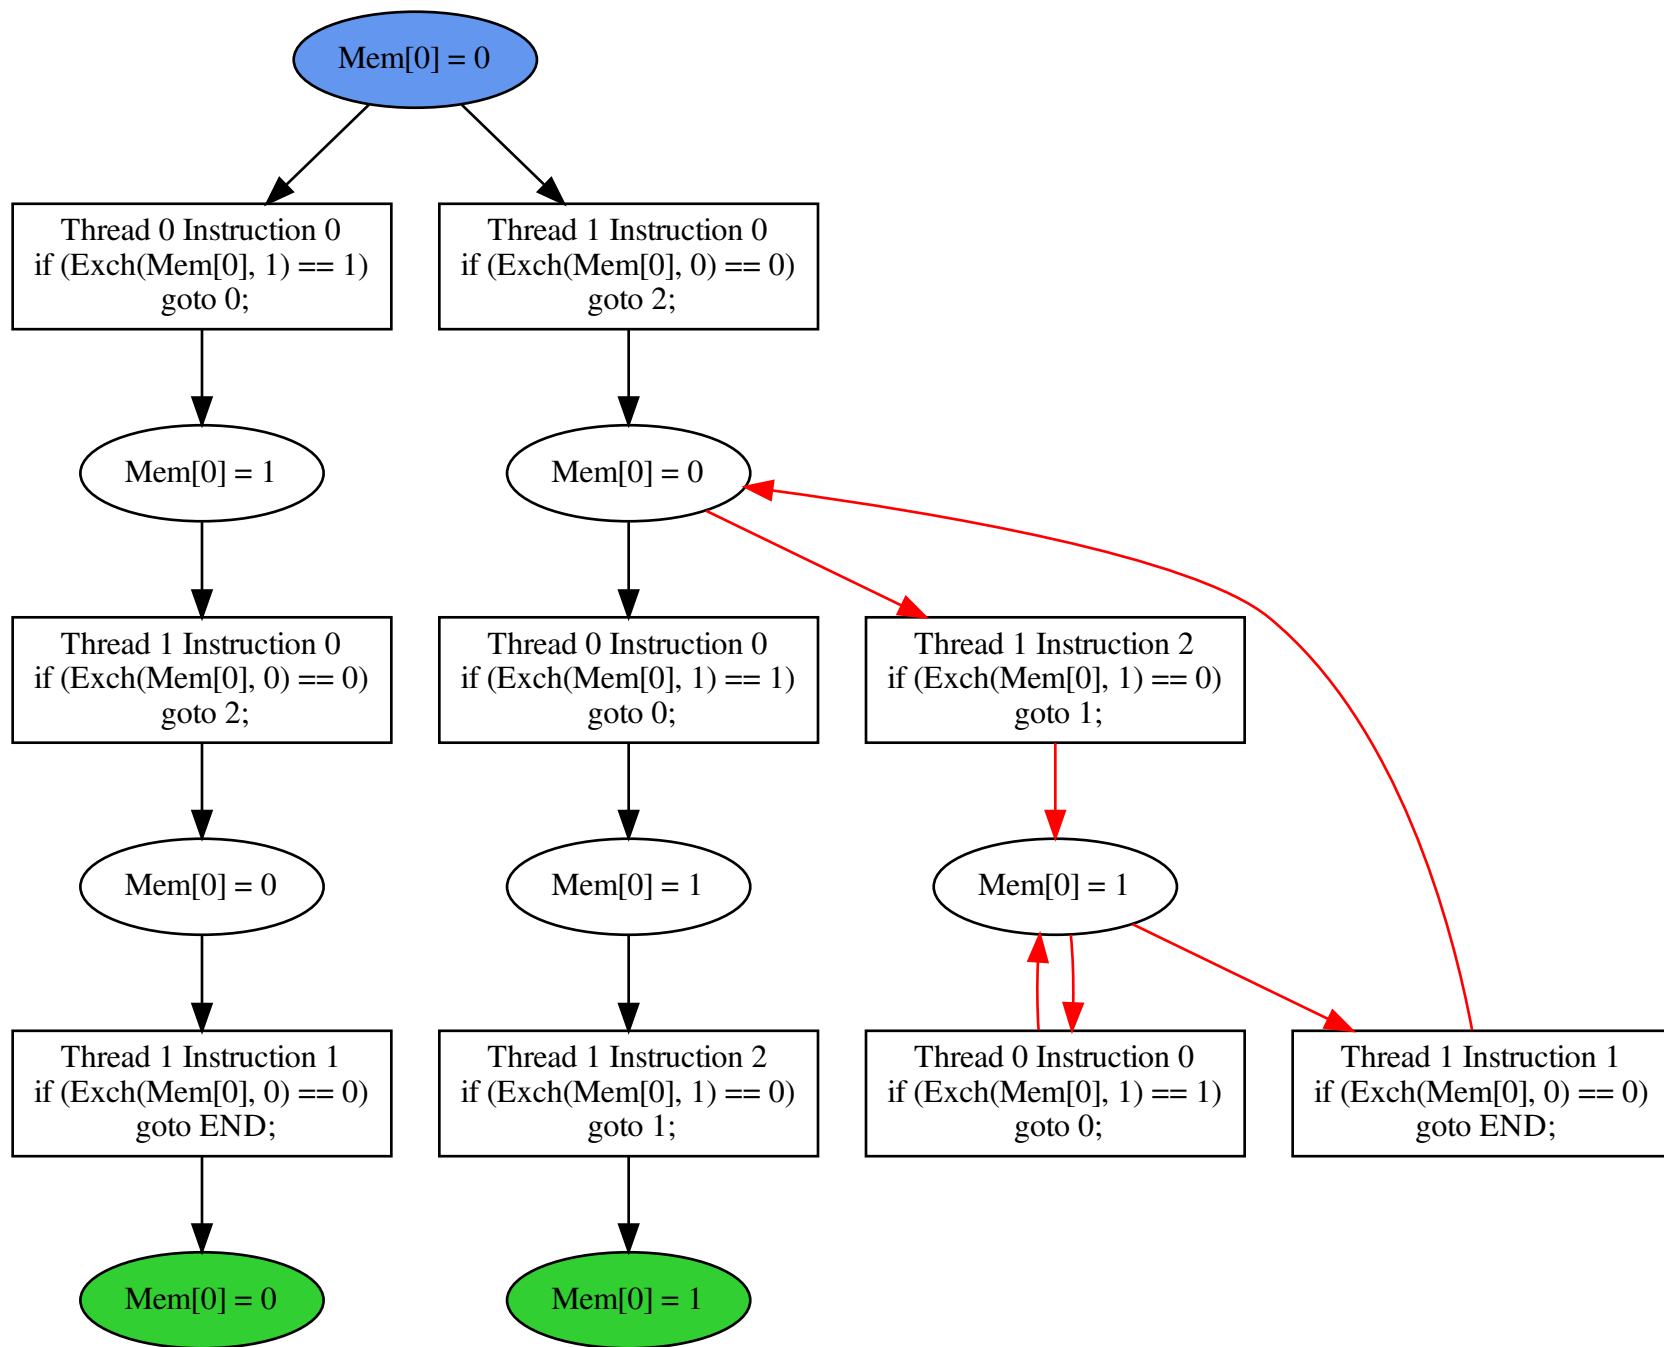 Mem[0] = 0
Thread 0 Instruction 0
if (Exch(Mem[0], 1) == 1)
goto 0;
Thread 1 Instruction 0
if (Exch(Mem[0], 0) == 0)
goto 2;
Mem[0] = 1
Mem[0] = 0
Thread 1 Instruction 0
if (Exch(Mem[0], 0) == 0)
goto 2;
Thread 0 Instruction 0
if (Exch(Mem[0], 1) == 1)
goto 0;
Thread 1 Instruction 2
if (Exch(Mem[0], 1) == 0)
goto 1;
Mem[0] = 0
Mem[0] = 1
Mem[0] = 1
Thread 1 Instruction 1
if (Exch(Mem[0], 0) == 0)
goto END;
Thread 1 Instruction 2
if (Exch(Mem[0], 1) == 0)
goto 1;
Thread 0 Instruction 0
if (Exch(Mem[0], 1) == 1)
goto 0;
Thread 1 Instruction 1
if (Exch(Mem[0], 0) == 0)
goto END;
Mem[0] = 0
Mem[0] = 1